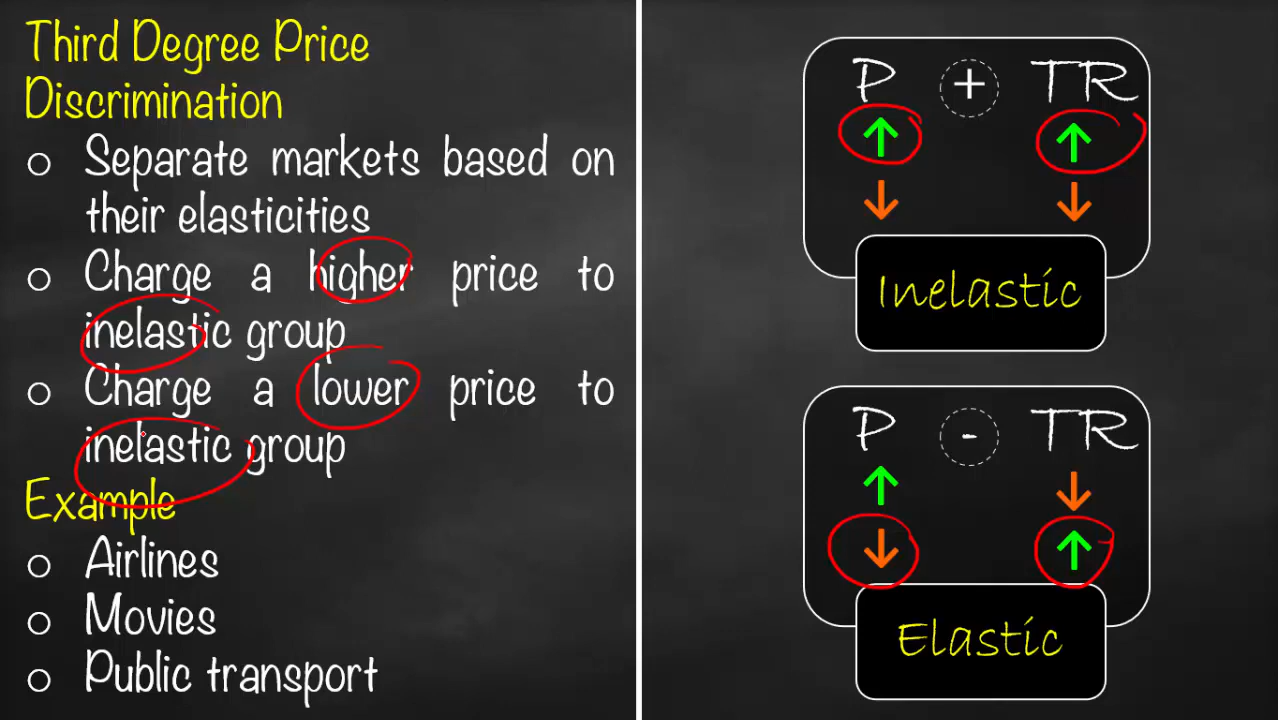 Third Degree Price
Discrimination
o Separate markets based on
their elasticities
o Charge a higher price to
inelastic group
o Charge a lower price to
inelastic group
Example
o Airlines
o Movies
o Public transport
P + TR
↑ ↑
↓ ↓
Inelastic
P - TR
↑ ↓
↓ ↑
Elastic